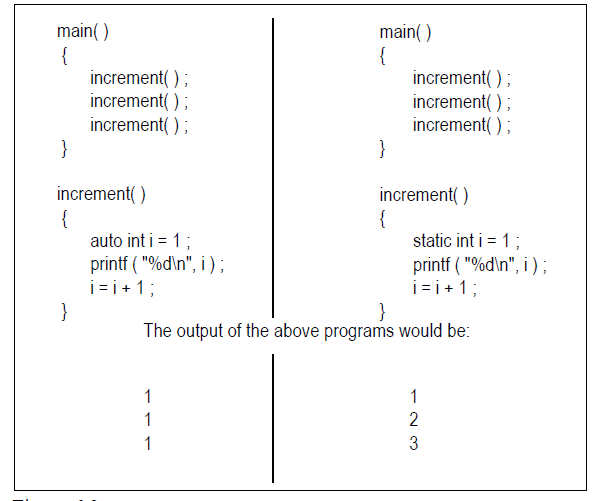 main( )
{
increment( ) ;
increment( ) ;
increment( ) ;
}
increment( )
{
auto int i = 1 ;
printf ( "%d\n", i ) ;
i = i + 1 ;
}
main( )
{
increment( ) ;
increment( ) ;
increment( ) ;
}
increment( )
{
static int i = 1 ;
printf ( "%d\n", i ) ;
i = i + 1 ;
}
The output of the above programs would be:
1
1
1
1
2
3